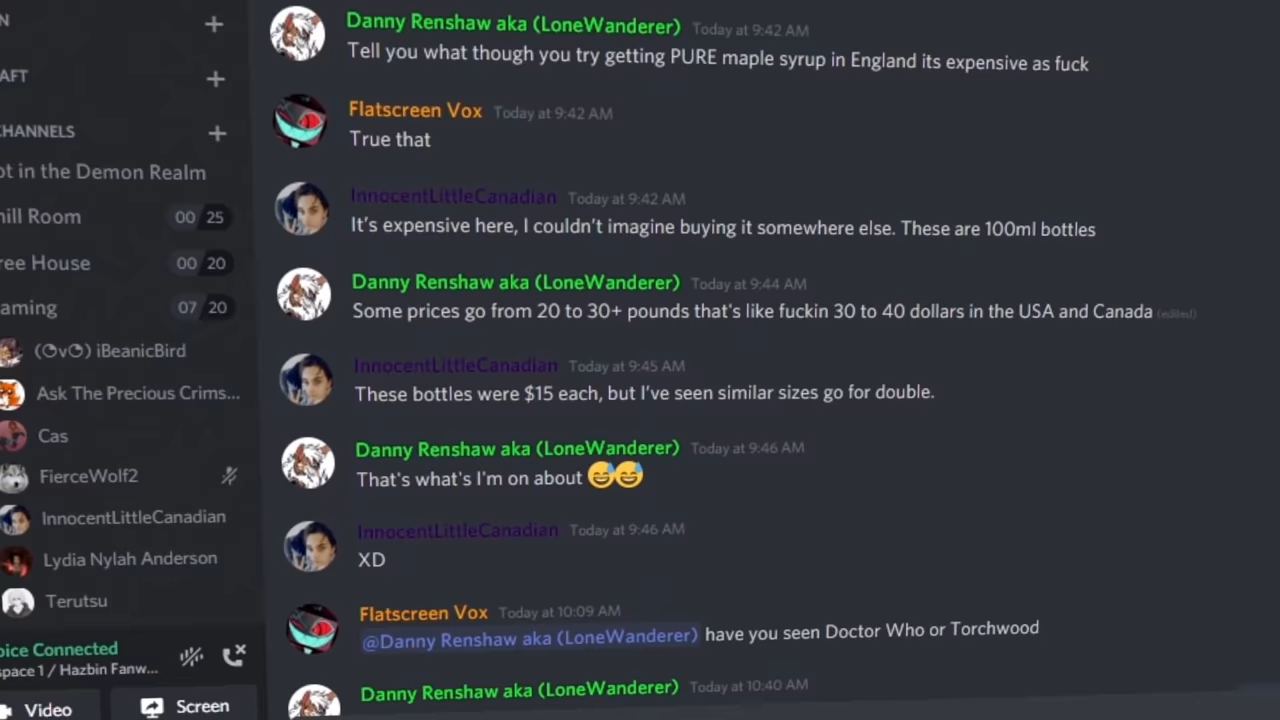 N
AFT
CHANNELS
ot in the Demon Realm
hill Room 00 25
ree House 00 20
aming 07 20
(◔v◔) iBeanicBird
Ask The Precious Crims...
Cas
FierceWolf2
InnocentLittleCanadian
Lydia Nylah Anderson
Terutsu
oice Connected
space 1 / Hazbin Fanw...
Video
Screen
Danny Renshaw aka (LoneWanderer) Today at 9:42 AM
Tell you what though you try getting PURE maple syrup in England its expensive as fuck
Flatscreen Vox Today at 9:42 AM
True that
InnocentLittleCanadian Today at 9:42 AM
It's expensive here, I couldn't imagine buying it somewhere else. These are 100ml bottles
Danny Renshaw aka (LoneWanderer) Today at 9:44 AM
Some prices go from 20 to 30+ pounds that's like fuckin 30 to 40 dollars in the USA and Canada (edited)
InnocentLittleCanadian Today at 9:45 AM
These bottles were $15 each, but I've seen similar sizes go for double.
Danny Renshaw aka (LoneWanderer) Today at 9:46 AM
That's what's I'm on about 😅😅
InnocentLittleCanadian Today at 9:46 AM
XD
Flatscreen Vox Today at 10:09 AM
@Danny Renshaw aka (LoneWanderer) have you seen Doctor Who or Torchwood
Danny Renshaw aka (LoneWanderer) Today at 10:40 AM